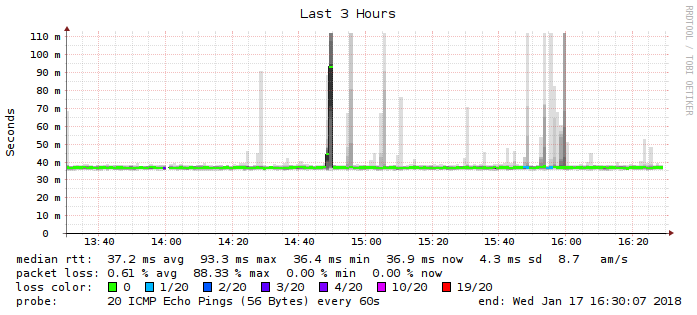 Last 3 Hours
RRDTOOL / TOBI OETIKER
Seconds
110 m
100 m
90 m
80 m
70 m
60 m
50 m
40 m
30 m
20 m
10 m
0
13:40 14:00 14:20 14:40 15:00 15:20 15:40 16:00 16:20
median rtt: 37.2 ms avg 93.3 ms max 36.4 ms min 36.9 ms now 4.3 ms sd 8.7 am/s
packet loss: 0.61 % avg 88.33 % max 0.00 % min 0.00 % now
loss color: 0 1/20 2/20 3/20 4/20 10/20 19/20
probe: 20 ICMP Echo Pings (56 Bytes) every 60s end: Wed Jan 17 16:30:07 2018